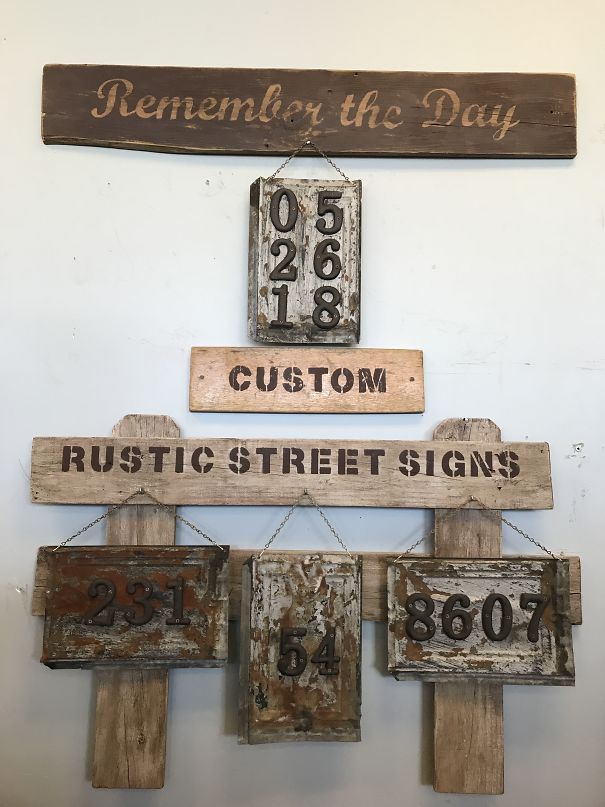 Remember the Day
05
26
18
CUSTOM
RUSTIC STREET SIGNS
231
54
8607